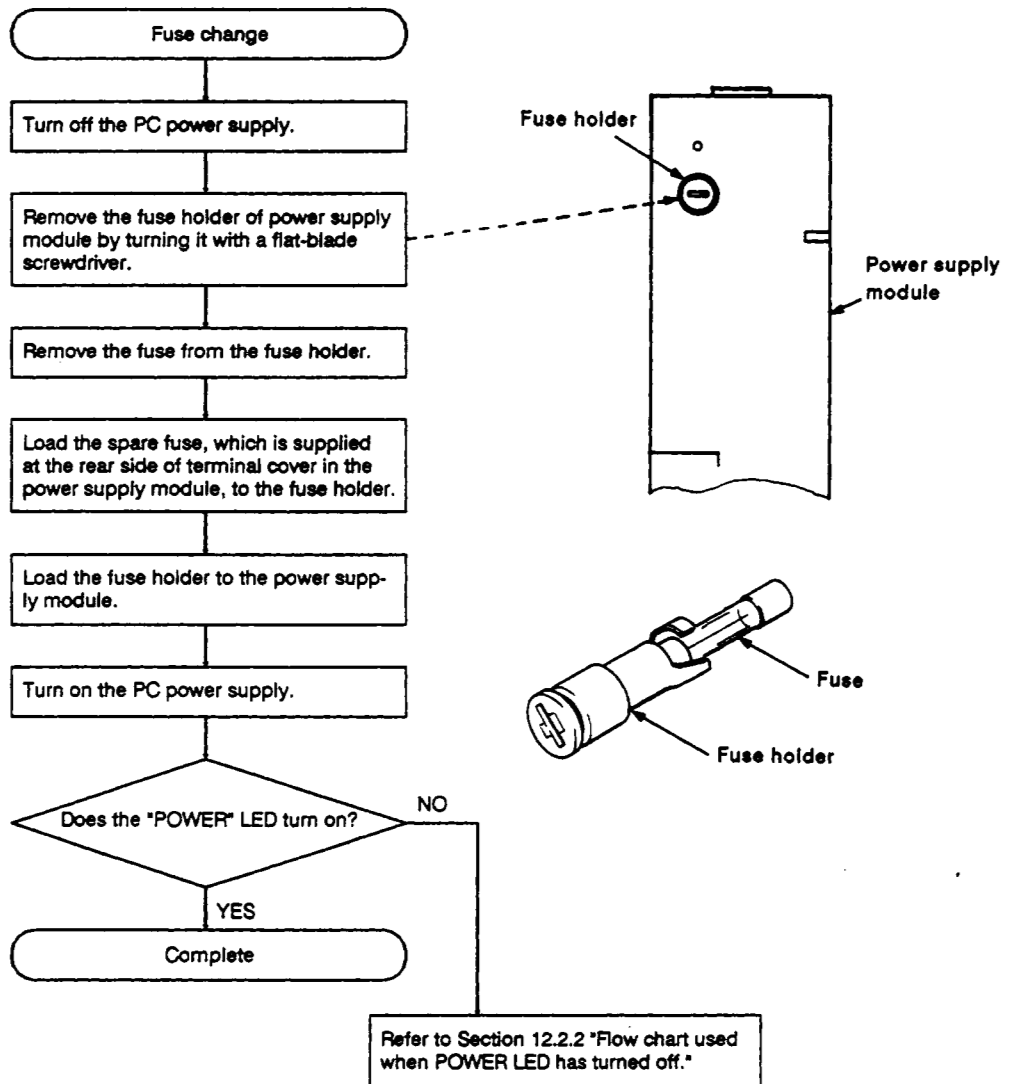 Fuse change
Turn off the PC power supply.
Remove the fuse holder of power supply
module by turning it with a flat-blade
screwdriver.
Remove the fuse from the fuse holder.
Load the spare fuse, which is supplied
at the rear side of terminal cover in the
power supply module, to the fuse holder.
Load the fuse holder to the power supp-
ly module.
Turn on the PC power supply.
Does the "POWER" LED turn on?
NO
YES
Complete
Refer to Section 12.2.2 "Flow chart used
when POWER LED has turned off."
Fuse holder
Power supply
module
Fuse
Fuse holder